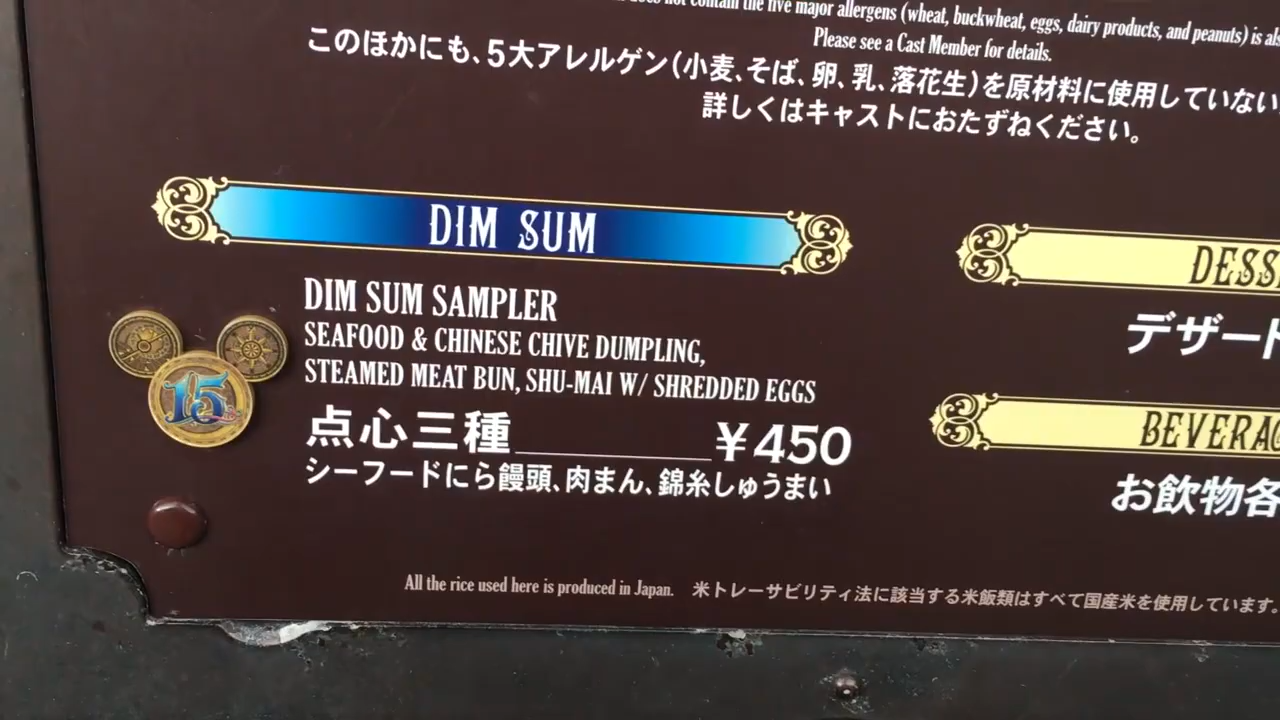 does not contain the five major allergens (wheat, buckwheat, eggs, dairy products, and peanuts) is
Please see a Cast Member for details.
このほかにも、5大アレルゲン(小麦、そば、卵、乳、落花生)を原材料に使用していない
詳しくはキャストにおたずねください。
DIM SUM
DIM SUM SAMPLER
SEAFOOD & CHINESE CHIVE DUMPLING,
STEAMED MEAT BUN, SHU-MAI W/ SHREDDED EGGS
点心三種 ¥450
シーフードにら饅頭、肉まん、錦糸しゅうまい
15
デザート
お飲物各
All the rice used here is produced in Japan. 米トレーサビリティ法に該当する米飯類はすべて国産米を使用しています。